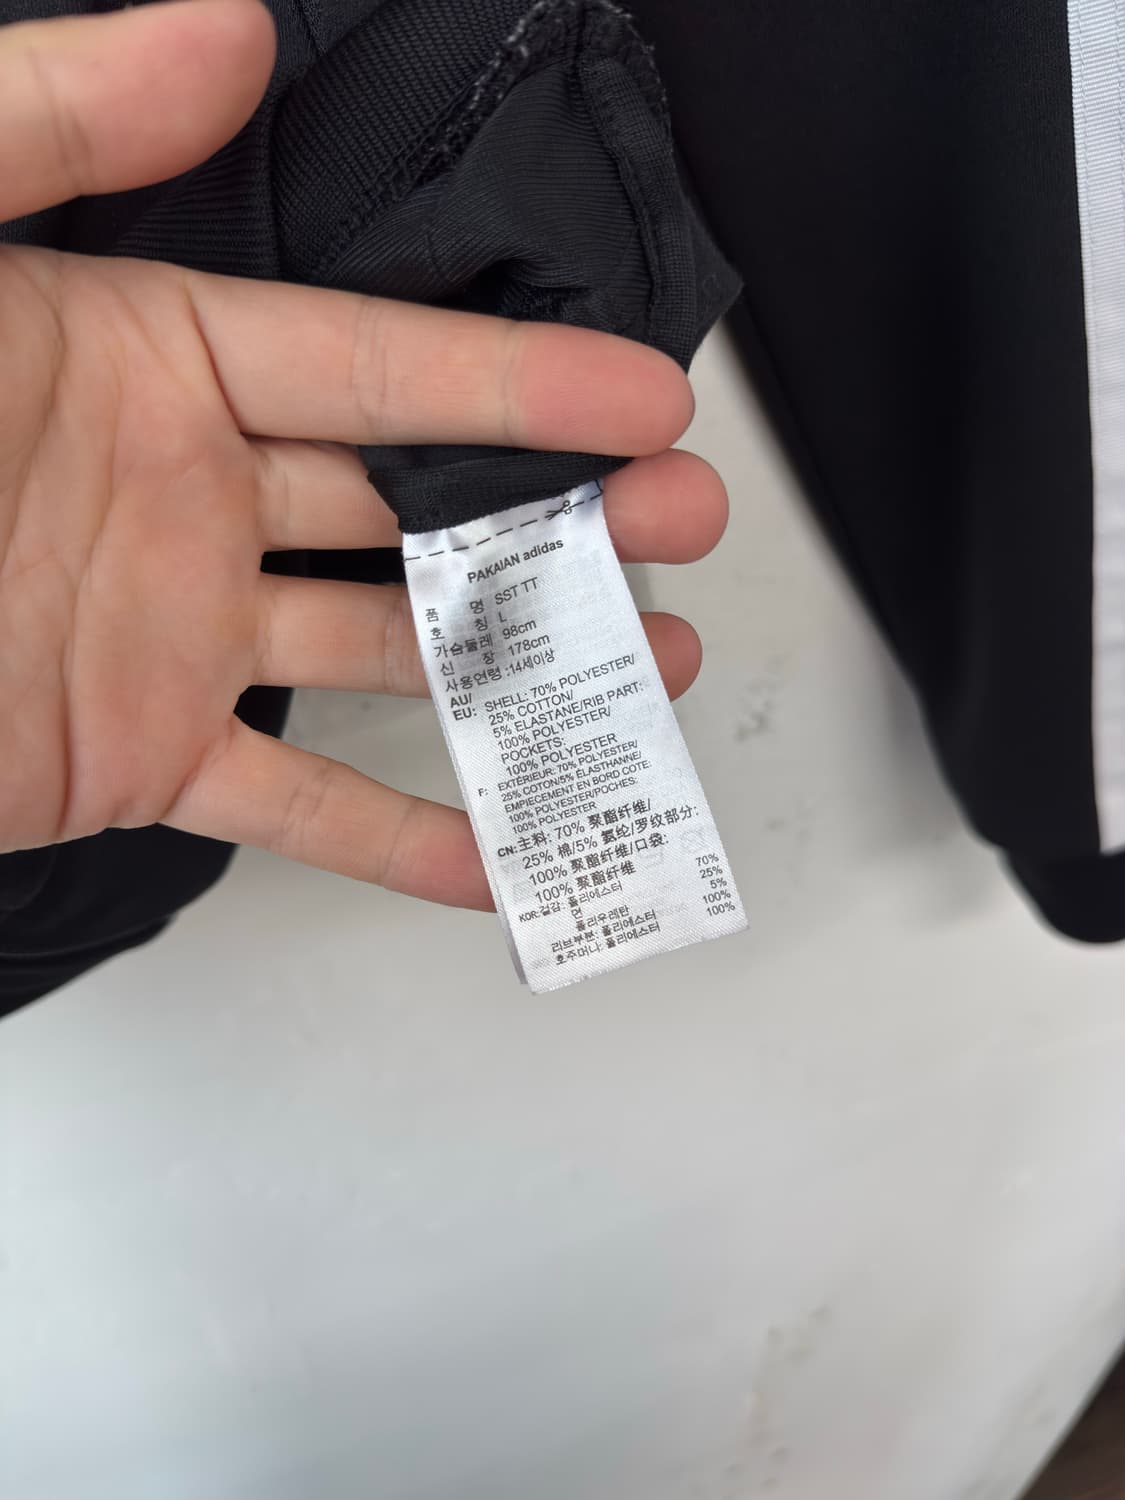 PAKAIAN adidas
품 명 SST TT
호 칭 L
가슴둘레 98cm
신 장 178cm
사용연령 :14세이상
AU/
EU: SHELL: 70% POLYESTER/
25% COTTON/
5% ELASTANE/RIB PART:
100% POLYESTER/
POCKETS:
100% POLYESTER
F: EXTÉRIEUR: 70% POLYESTER/
25% COTON/5% ÉLASTHANNE/
EMPIECEMENT EN BORD COTE:
100% POLYESTER/POCHES:
100% POLYESTER
CN:主料: 70% 聚酯纤维/
25% 棉/5% 氨纶/罗纹部分:
100% 聚酯纤维/口袋:
100% 聚酯纤维
KOR:겉감: 폴리에스터 70%
면 25%
폴리우레탄 5%
리브부분: 폴리에스터 100%
호주머니: 폴리에스터 100%